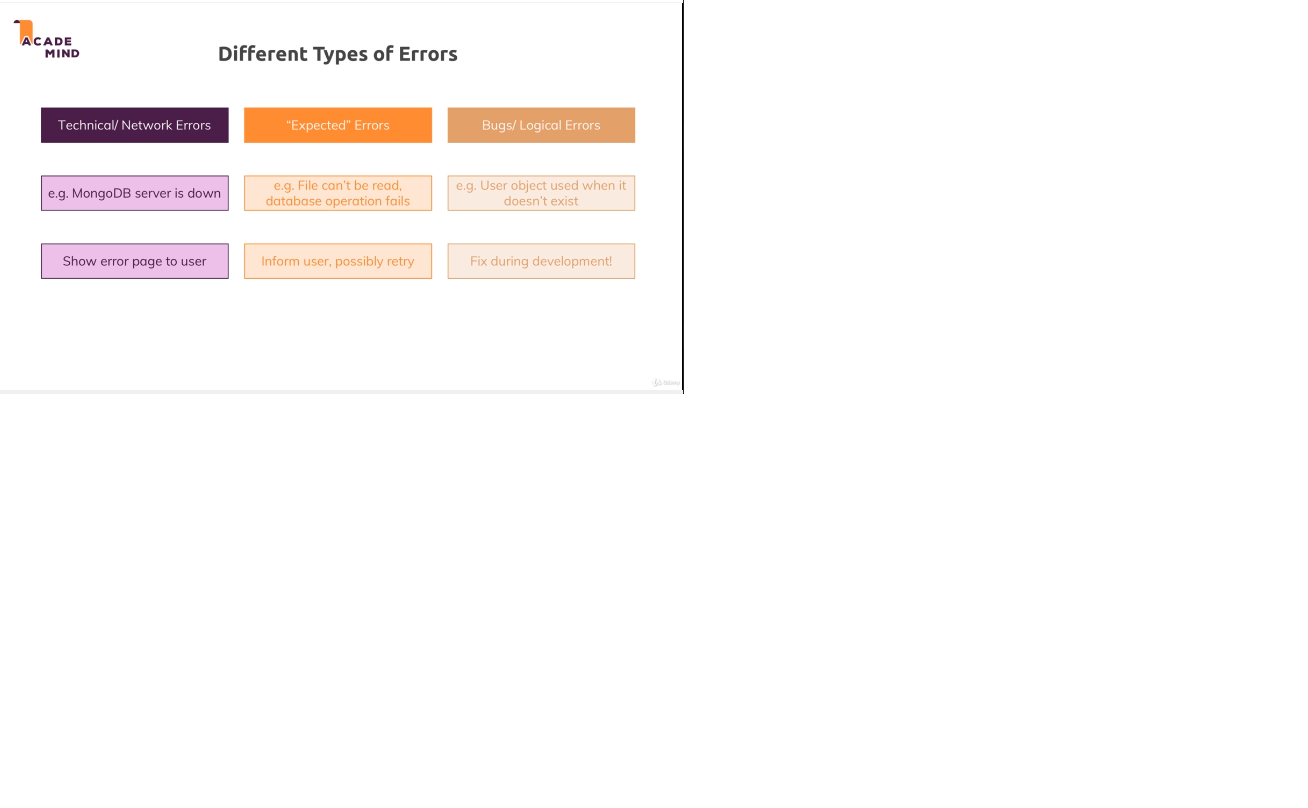 ACADE
MIND
Different Types of Errors
Technical/ Network Errors
“Expected” Errors
Bugs/ Logical Errors
e.g. MongoDB server is down
e.g. File can’t be read,
database operation fails
e.g. User object used when it
doesn’t exist
Show error page to user
Inform user, possibly retry
Fix during development!